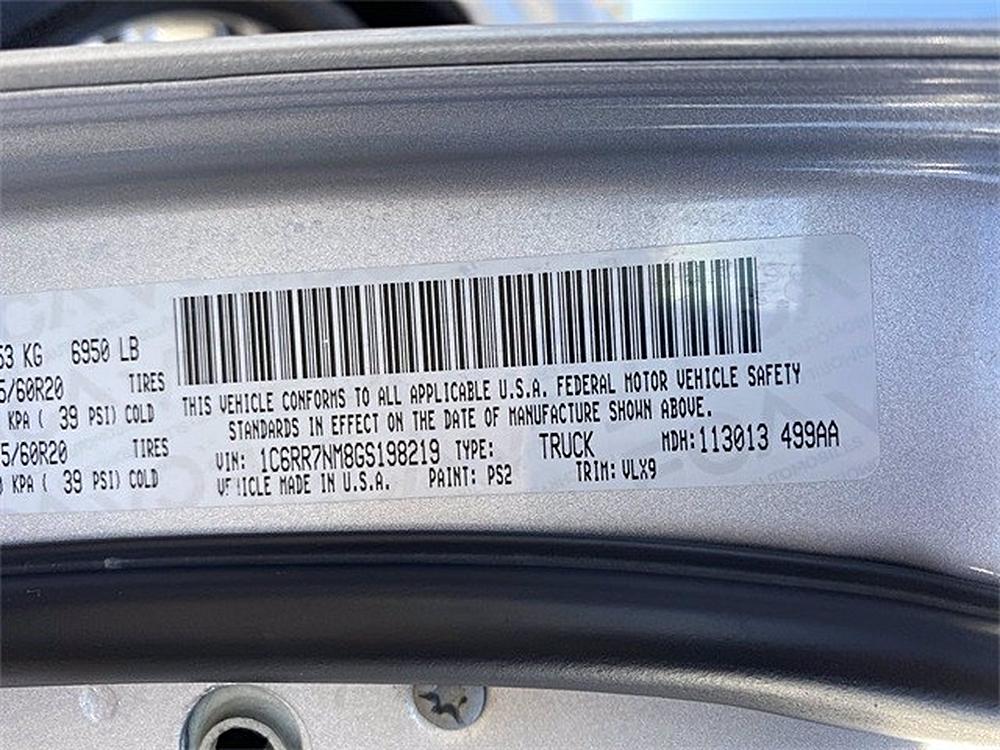 53 KG 6950 LB
5/60R20 TIRES
KPA ( 39 PSI) COLD
5/60R20 TIRES
KPA ( 39 PSI) COLD
THIS VEHICLE CONFORMS TO ALL APPLICABLE U.S.A. FEDERAL MOTOR VEHICLE SAFETY
STANDARDS IN EFFECT ON THE DATE OF MANUFACTURE SHOWN ABOVE.
VIN: 1C6RR7NM8GS198219 TYPE: TRUCK MDH:113013 499AA
VEHICLE MADE IN U.S.A. PAINT: PS2 TRIM: VLX9